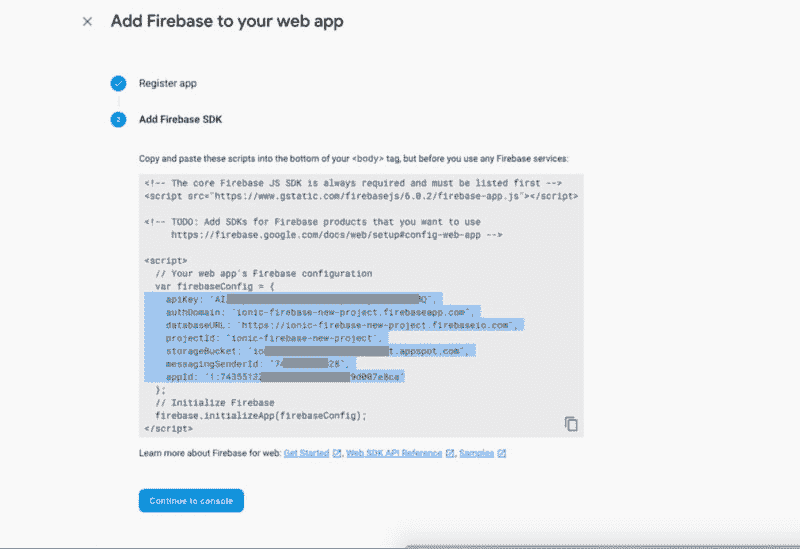 Add Firebase to your web app
Register app
2 Add Firebase SDK
Copy and paste these scripts into the bottom of your <body> tag, but before you use any Firebase services:
<!-- The core Firebase JS SDK is always required and must be listed first -->
<script src="https://www.gstatic.com/firebasejs/6.0.2/firebase-app.js"></script>
<!-- TODO: Add SDKs for Firebase products that you want to use
https://firebase.google.com/docs/web/setup#config-web-app -->
<script>
// Your web app's Firebase configuration
var firebaseConfig = {
apiKey: "AI Q",
authDomain: "ionic-firebase-new-project.firebaseapp.com",
databaseURL: "https://ionic-firebase-new-project.firebaseio.com",
projectId: "ionic-firebase-new-project",
storageBucket: "io t.appspot.com",
messagingSenderId: "74 28",
appId: "1:74355132 9d007e8ca"
};
// Initialize Firebase
firebase.initializeApp(firebaseConfig);
</script>
Learn more about Firebase for web: Get Started, Web SDK API Reference, Samples
Continue to console